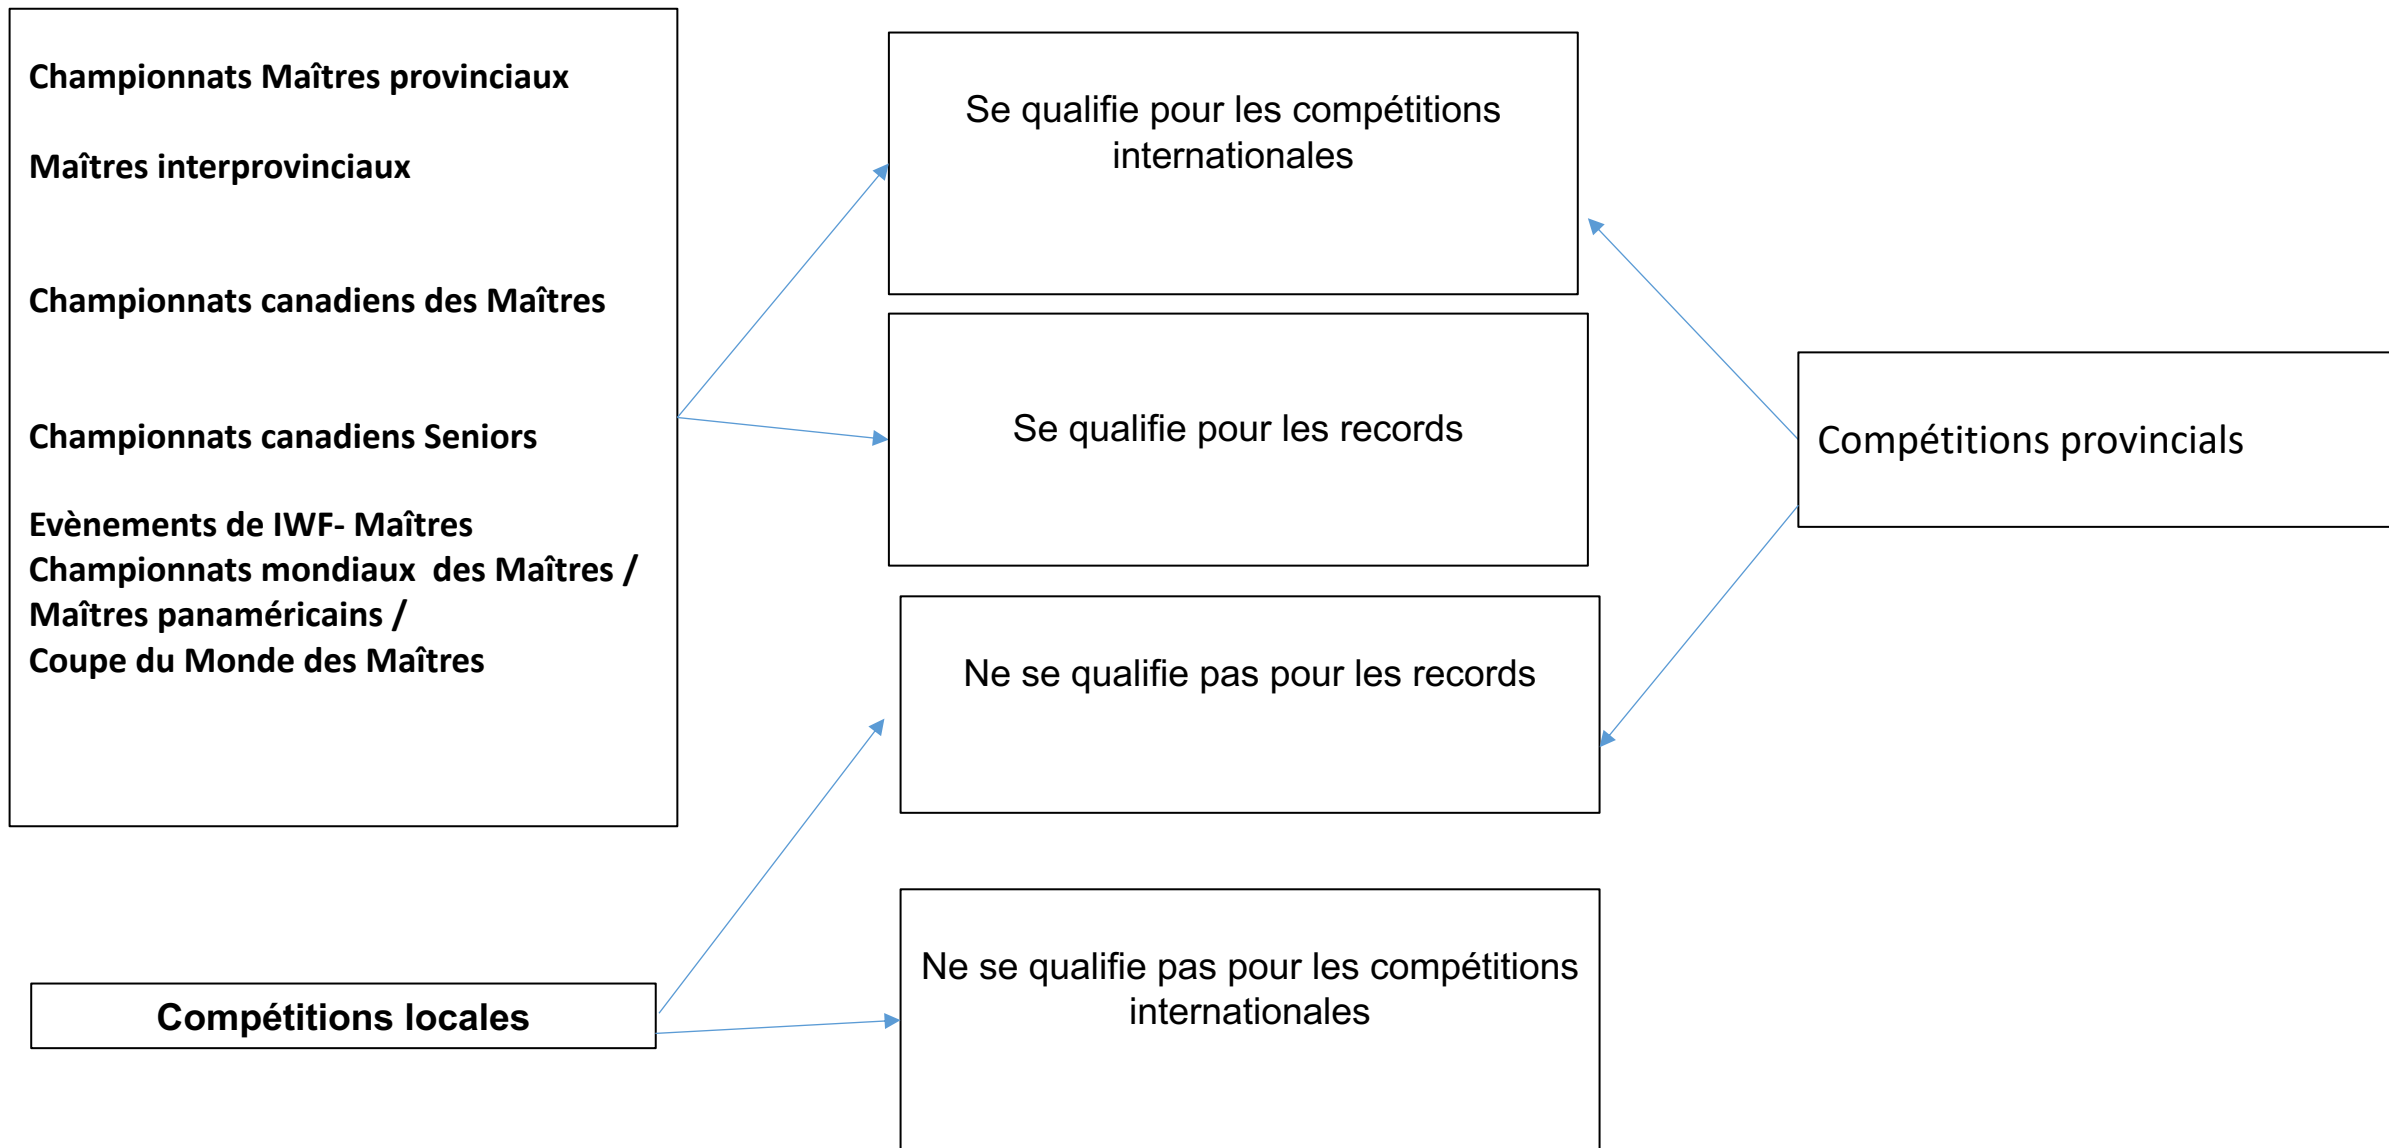 Championnats Maîtres provinciaux
Maîtres interprovinciaux
Championnats canadiens des Maîtres
Championnats canadiens Seniors
Evènements de IWF- Maîtres
Championnats mondiaux  des Maîtres /
Maîtres panaméricains /
Coupe du Monde des Maîtres
Compétitions locales
Se qualifie pour les compétitions
internationales
Se qualifie pour les records
Ne se qualifie pas pour les records
Ne se qualifie pas pour les compétitions
internationales
Compétitions provincials